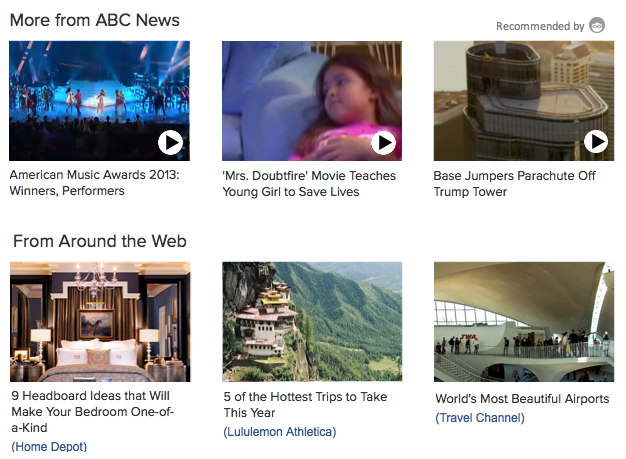 More from ABC News
Recommended by
American Music Awards 2013:
Winners, Performers
'Mrs. Doubtfire' Movie Teaches
Young Girl to Save Lives
Base Jumpers Parachute Off
Trump Tower
From Around the Web
TWA
9 Headboard Ideas that Will
Make Your Bedroom One-of-
a-Kind
(Home Depot)
5 of the Hottest Trips to Take
This Year
(Lululemon Athletica)
World's Most Beautiful Airports
(Travel Channel)